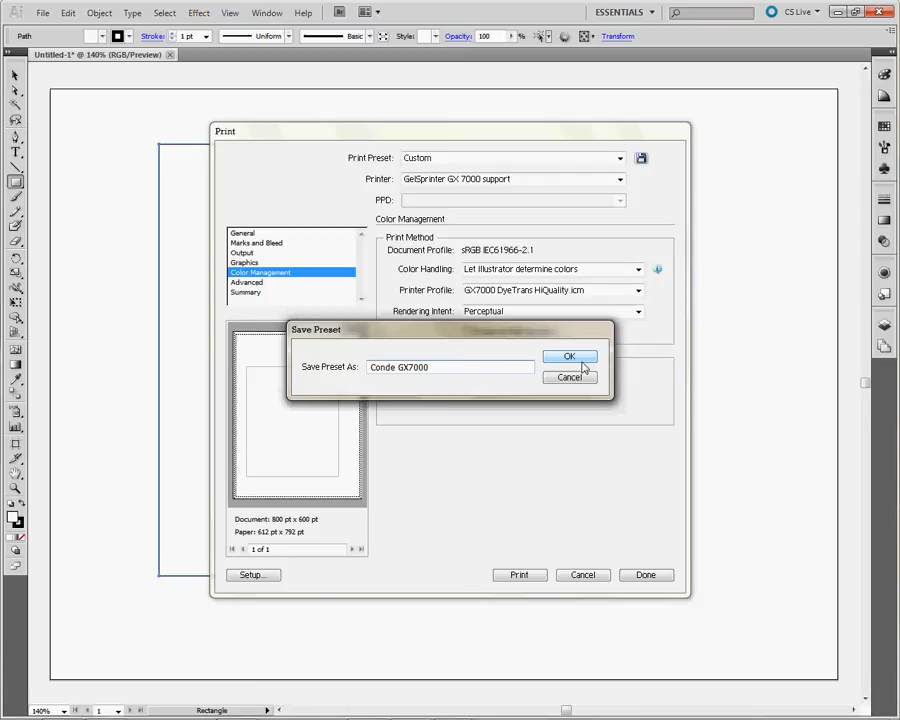 Ai File Edit Object Type Select Effect View Window Help Br ESSENTIALS CS Live
Path Stroke: 1 pt Uniform Basic Style: Opacity: 100 % Transform
Untitled-1* @ 140% (RGB/Preview)
Print
Print Preset: Custom
Printer: GelSprinter GX 7000 support
PPD:
Color Management
General
Marks and Bleed
Output
Graphics
Color Management
Advanced
Summary
Print Method
Document Profile: sRGB IEC61966-2.1
Color Handling: Let Illustrator determine colors
Printer Profile: GX7000 DyeTrans HiQuality.icm
Rendering Intent: Perceptual
Save Preset
Save Preset As: Conde GX7000
OK
Cancel
Document: 800 pt x 600 pt
Paper: 612 pt x 792 pt
1 of 1
Setup... Print Cancel Done
140% 1 Rectangle